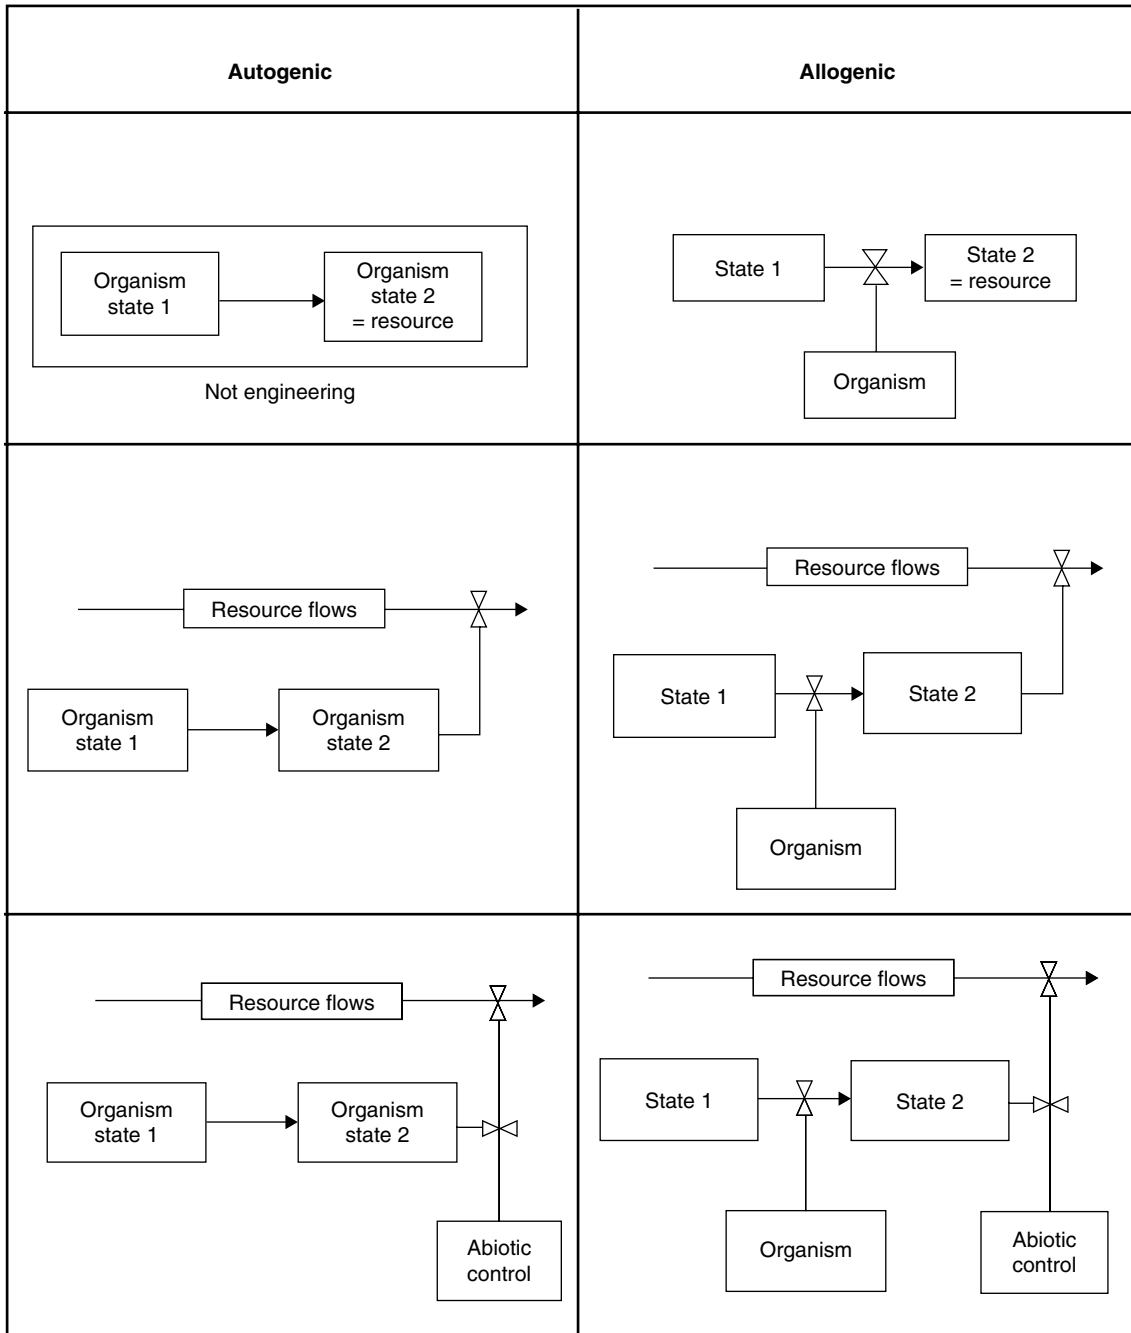 Autogenic
Allogenic
Organism
state 1
Organism
state 2
= resource
Not engineering
State 1
State 2
= resource
Organism
Resource flows
Organism
state 1
Organism
state 2
Resource flows
State 1
State 2
Organism
Resource flows
Organism
state 1
Organism
state 2
Abiotic
control
Resource flows
State 1
State 2
Organism
Abiotic
control